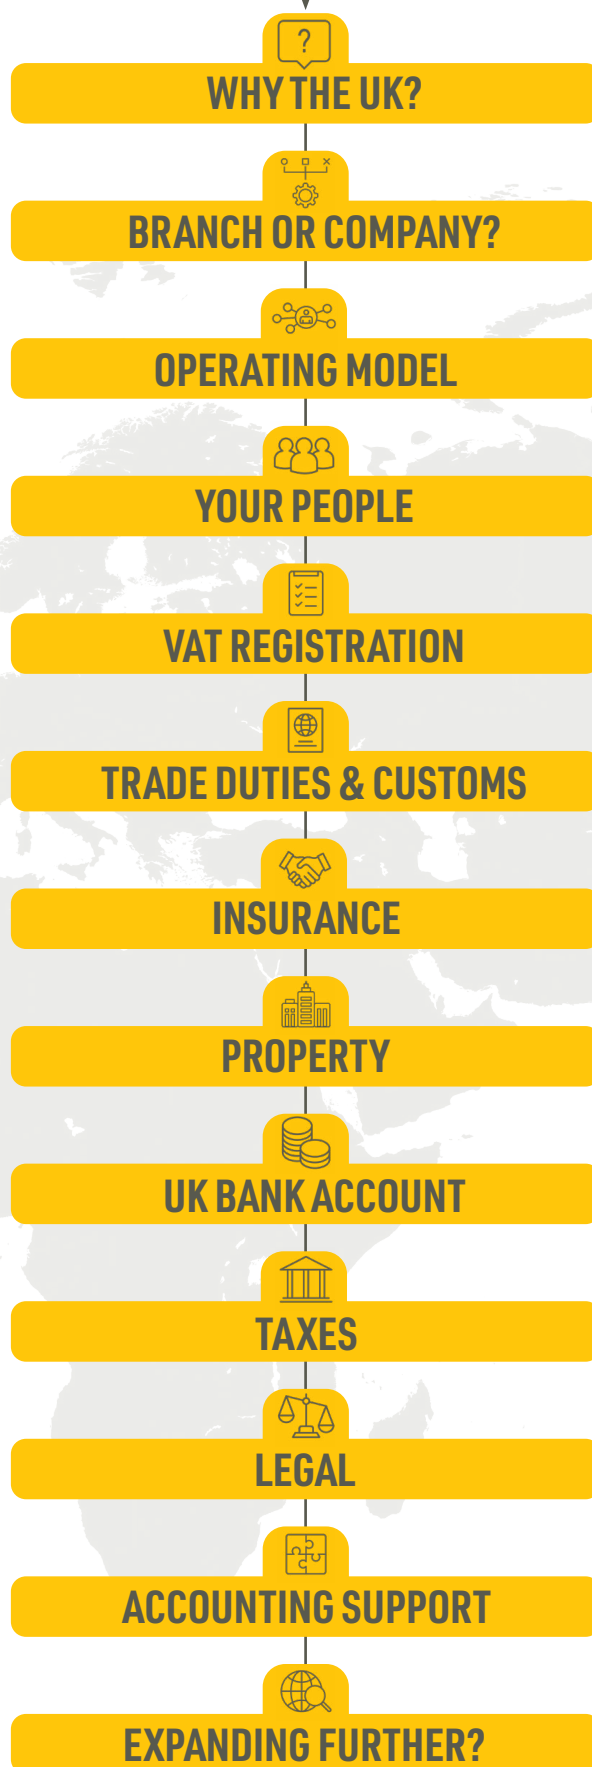 ?
WHY THE UK?
BRANCH OR COMPANY?
OPERATING MODEL
YOUR PEOPLE
VAT REGISTRATION
TRADE DUTIES & CUSTOMS
INSURANCE
PROPERTY
UK BANK ACCOUNT
TAXES
LEGAL
ACCOUNTING SUPPORT
EXPANDING FURTHER?